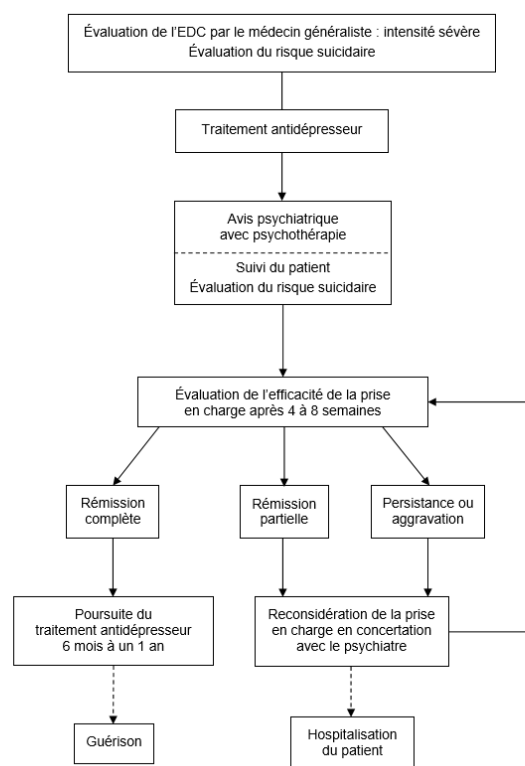 Évaluation de l'EDC par le médecin généraliste : intensité sévère
Évaluation du risque suicidaire
Traitement antidépresseur
Avis psychiatrique
avec psychothérapie
Suivi du patient
Évaluation du risque suicidaire
Évaluation de l'efficacité de la prise
en charge après 4 à 8 semaines
Rémission
complète
Rémission
partielle
Persistance ou
aggravation
Poursuite du
traitement antidépresseur
6 mois à un 1 an
Reconsidération de la prise
en charge en concertation
avec le psychiatre
Guérison
Hospitalisation
du patient